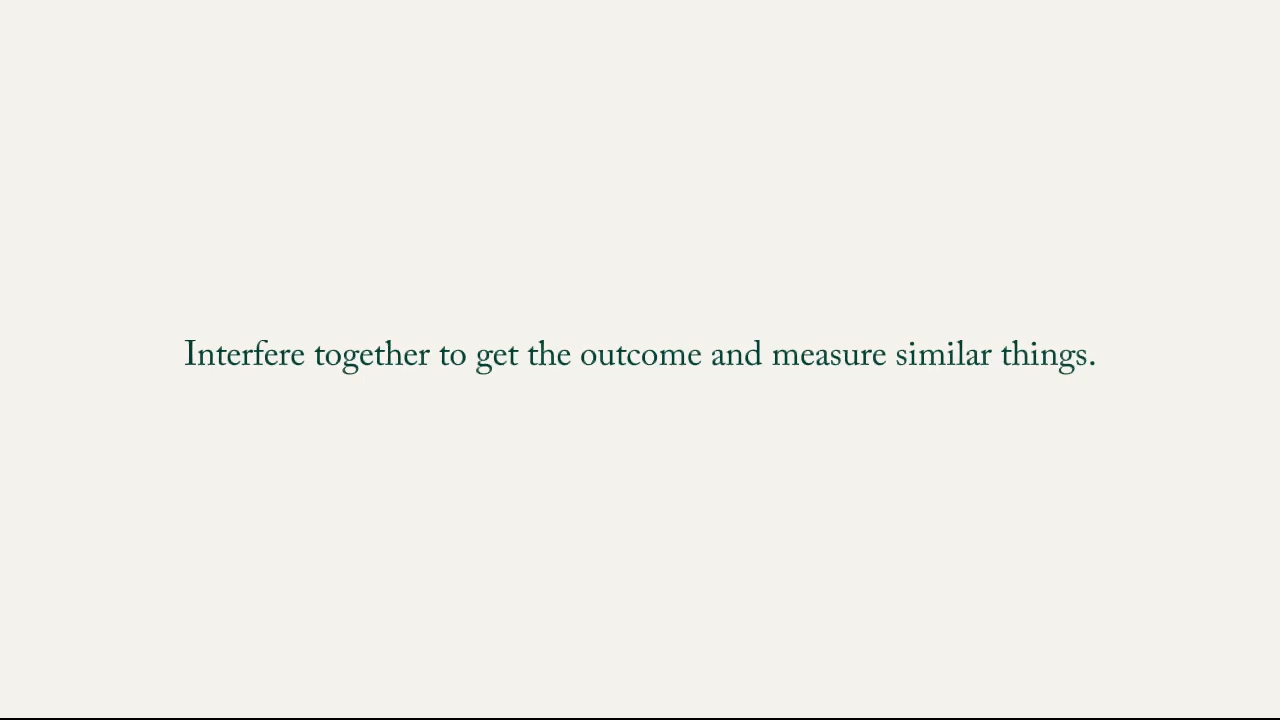 Interfere together to get the outcome and measure similar things.